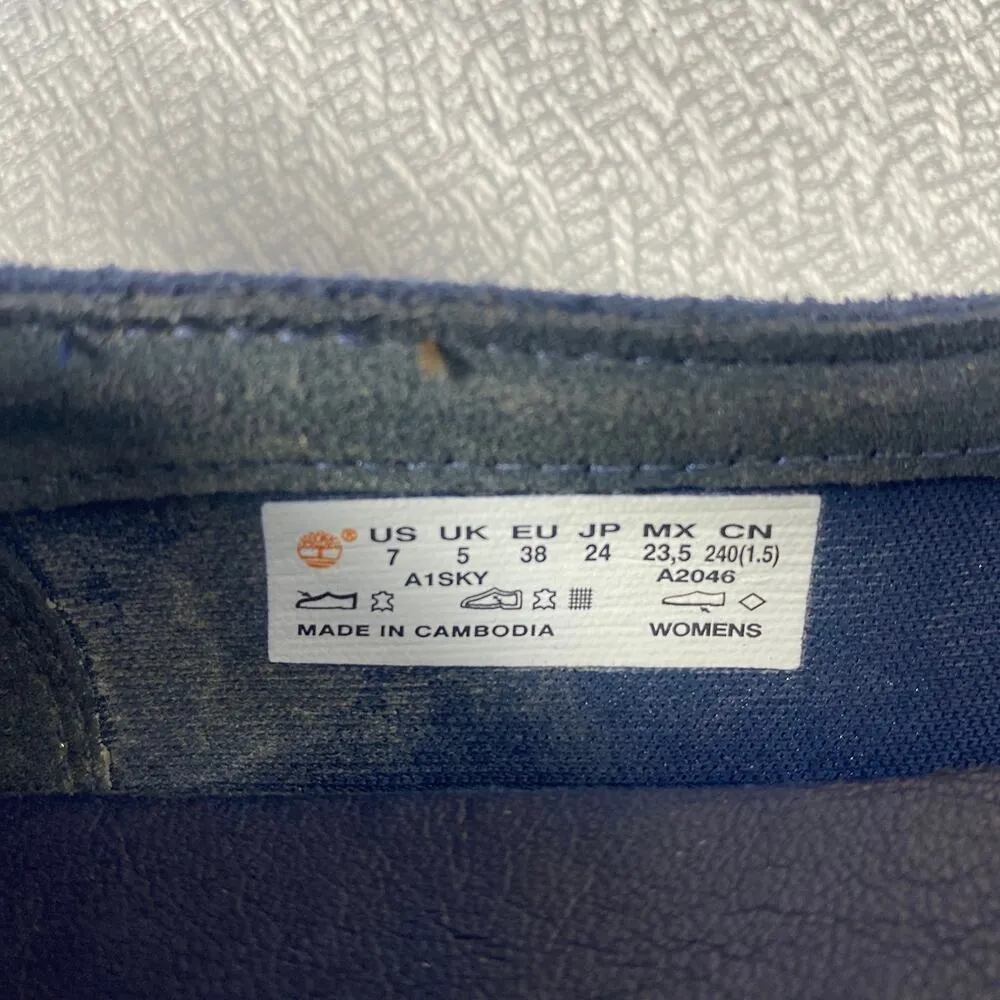 ® US UK EU JP MX CN
7 5 38 24 23,5 240(1.5)
A1SKY A2046
MADE IN CAMBODIA WOMENS